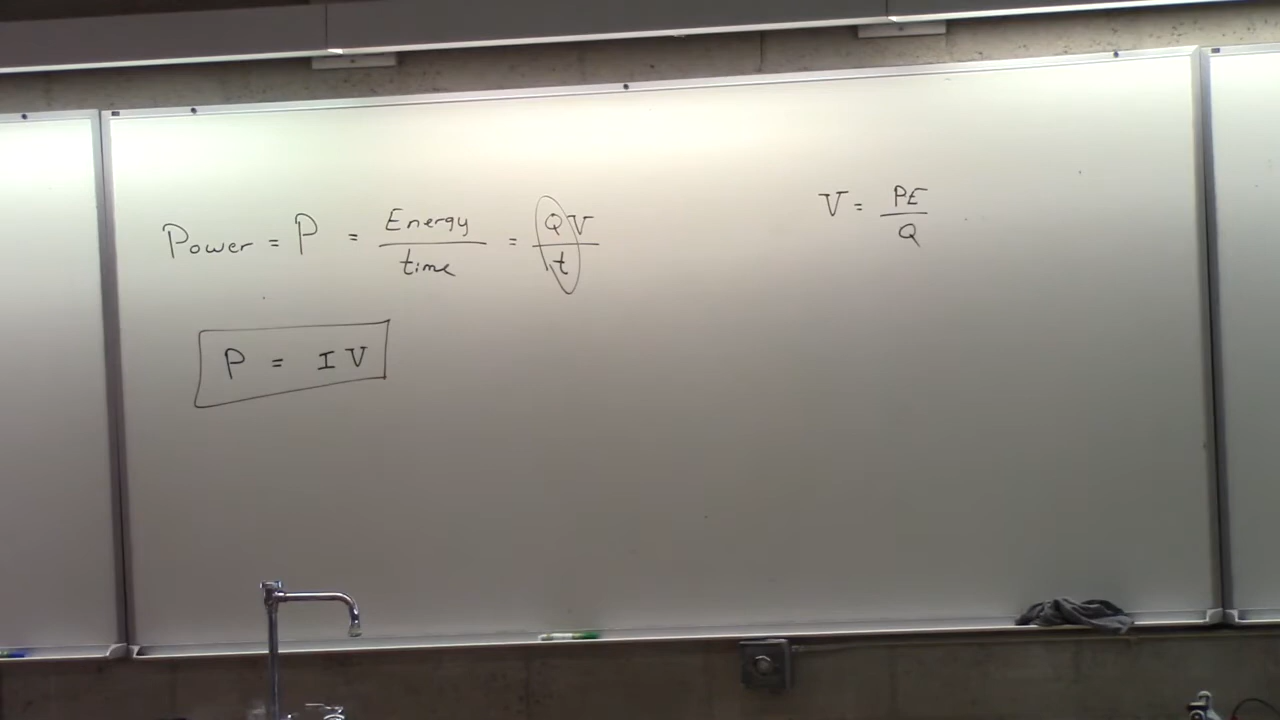 Power = P = Energy / time = QV / t
V = PE / Q
P = IV